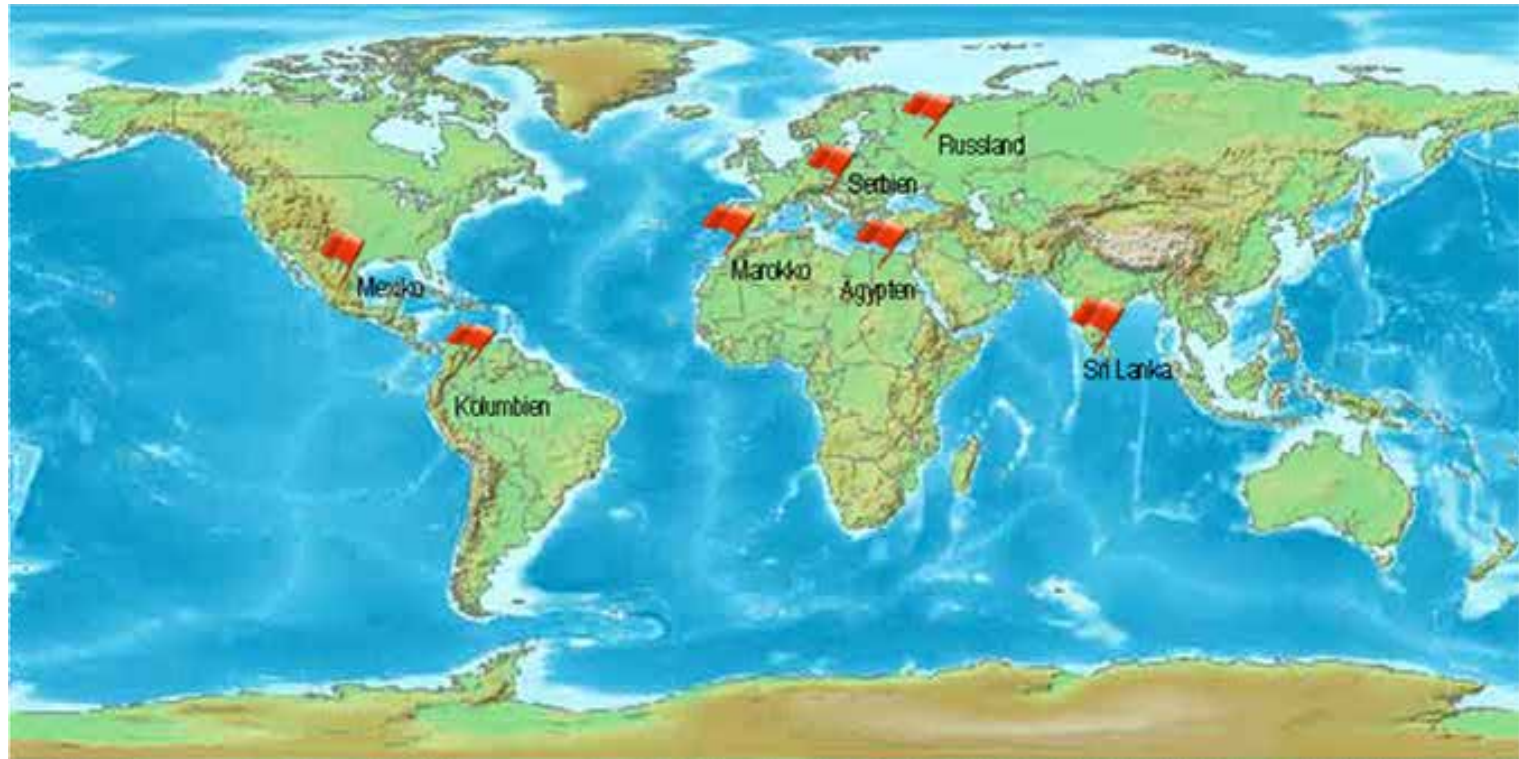 Russland
Serbien
Marokko
Ägypten
Mexiko
Sri Lanka
Kolumbien